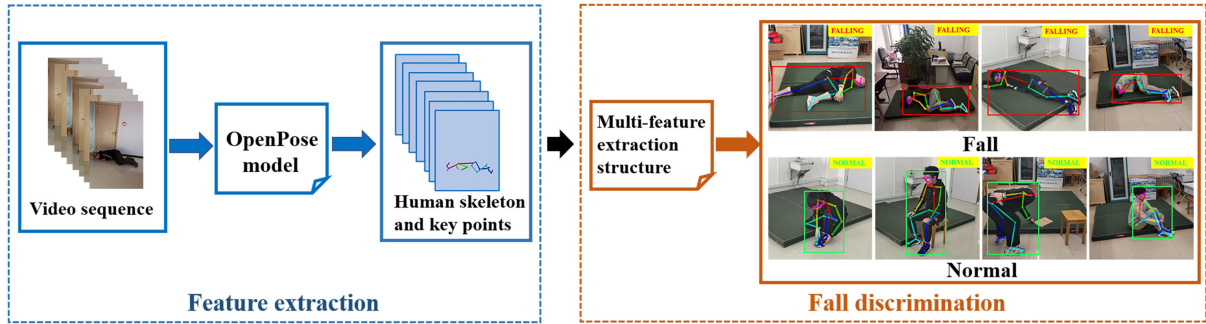 Video sequence
OpenPose
model
Human skeleton
and key points
Feature extraction
Multi-feature
extraction
structure
FALLING
FALLING
FALLING
FALLING
Fall
NORMAL
NORMAL
NORMAL
NORMAL
Normal
Fall discrimination